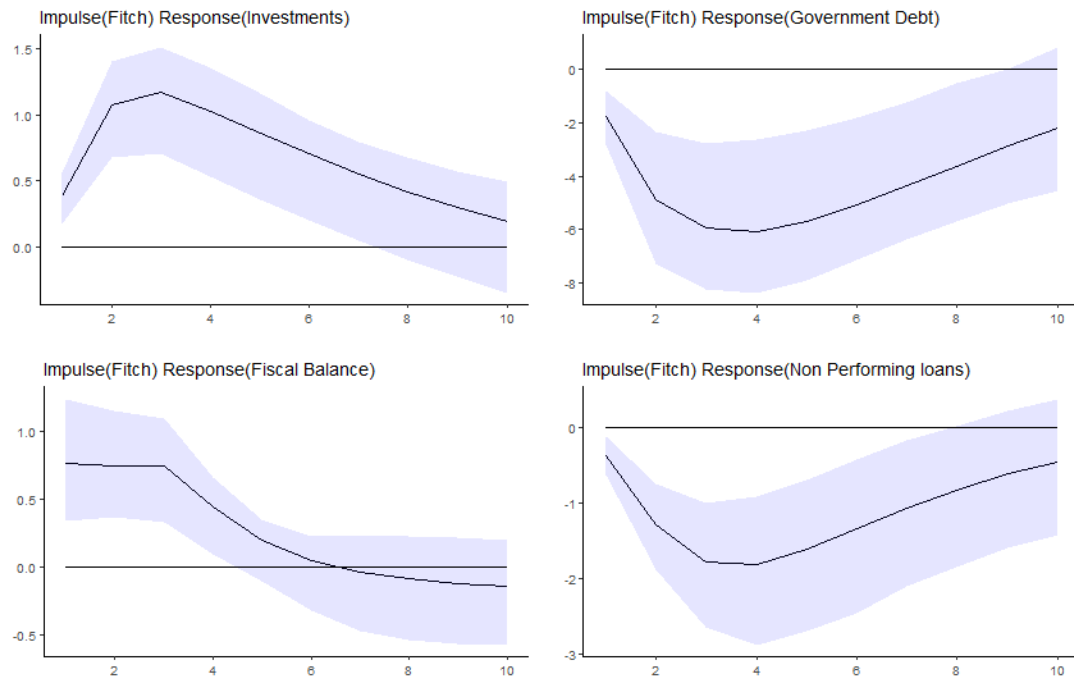 Impulse(Fitch) Response(Investments)
1.5
1.0
0.5
0.0
2 4 6 8 10
Impulse(Fitch) Response(Government Debt)
0
-2
-4
-6
-8
2 4 6 8 10
Impulse(Fitch) Response(Fiscal Balance)
1.0
0.5
0.0
-0.5
2 4 6 8 10
Impulse(Fitch) Response(Non Performing loans)
0
-1
-2
-3
2 4 6 8 10